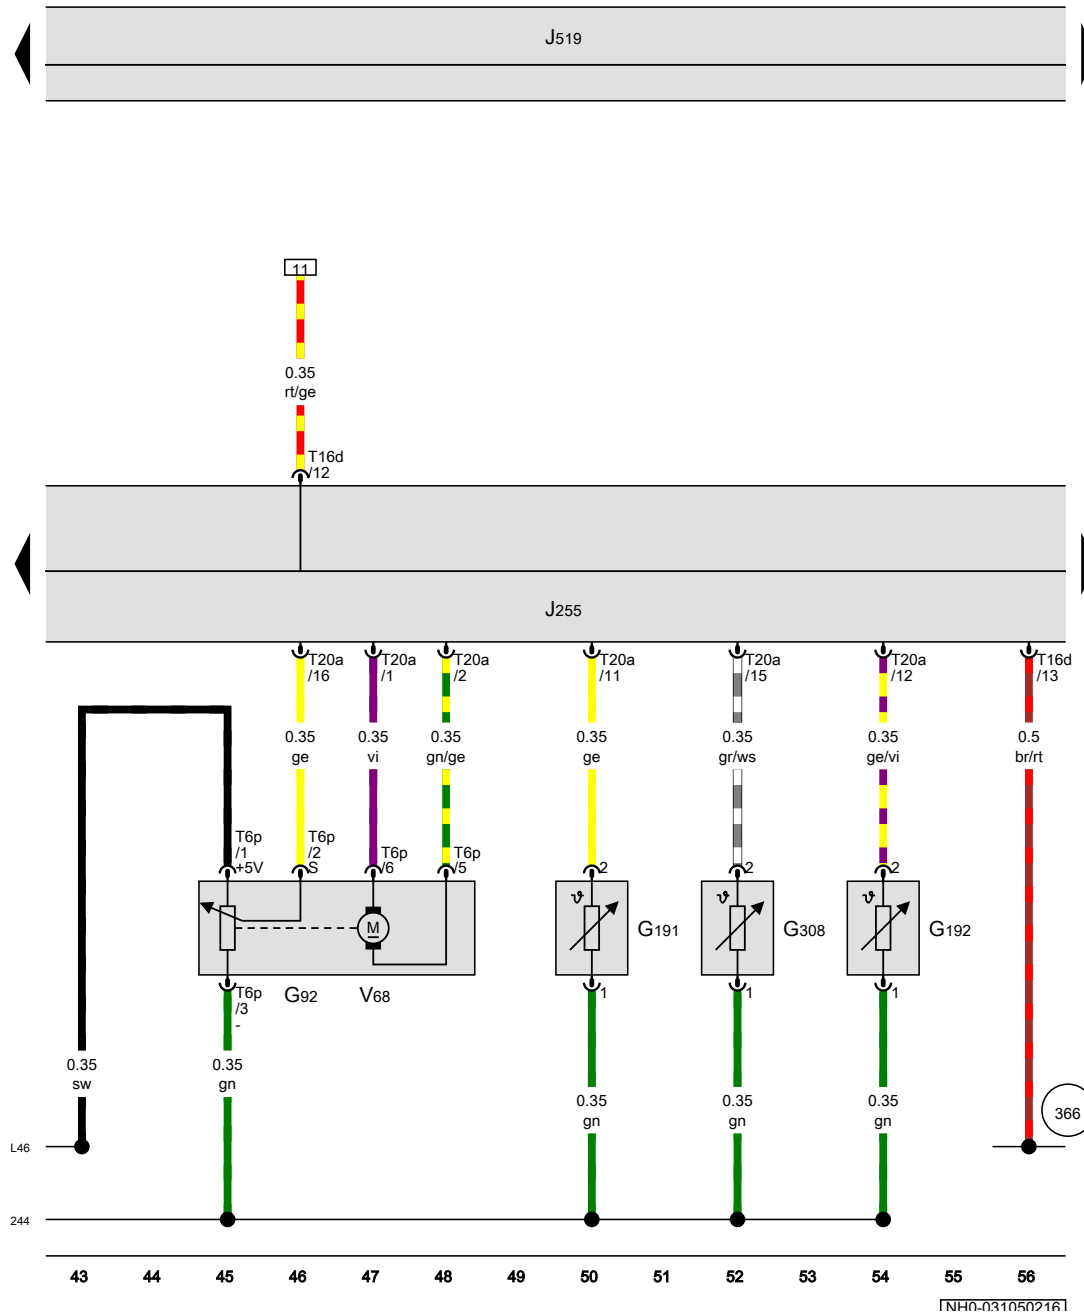 J519
11
0.35
rt/ge
T16d
/12
J255
T20a
/16
T20a
/1
T20a
/2
T20a
/11
T20a
/15
T20a
/12
T16d
/13
0.35
ge
0.35
vi
0.35
gn/ge
0.35
ge
0.35
gr/ws
0.35
ge/vi
0.5
br/rt
T6p
/1
+5V
T6p
/2
S
T6p
/6
T6p
/5
2
2
2
ϑ
ϑ
ϑ
M
G191
G308
G192
T6p
/3
-
G92
V68
1
1
1
0.35
sw
0.35
gn
0.35
gn
0.35
gn
0.35
gn
366
L46
244
43 44 45 46 47 48 49 50 51 52 53 54 55 56
NH0-031050216